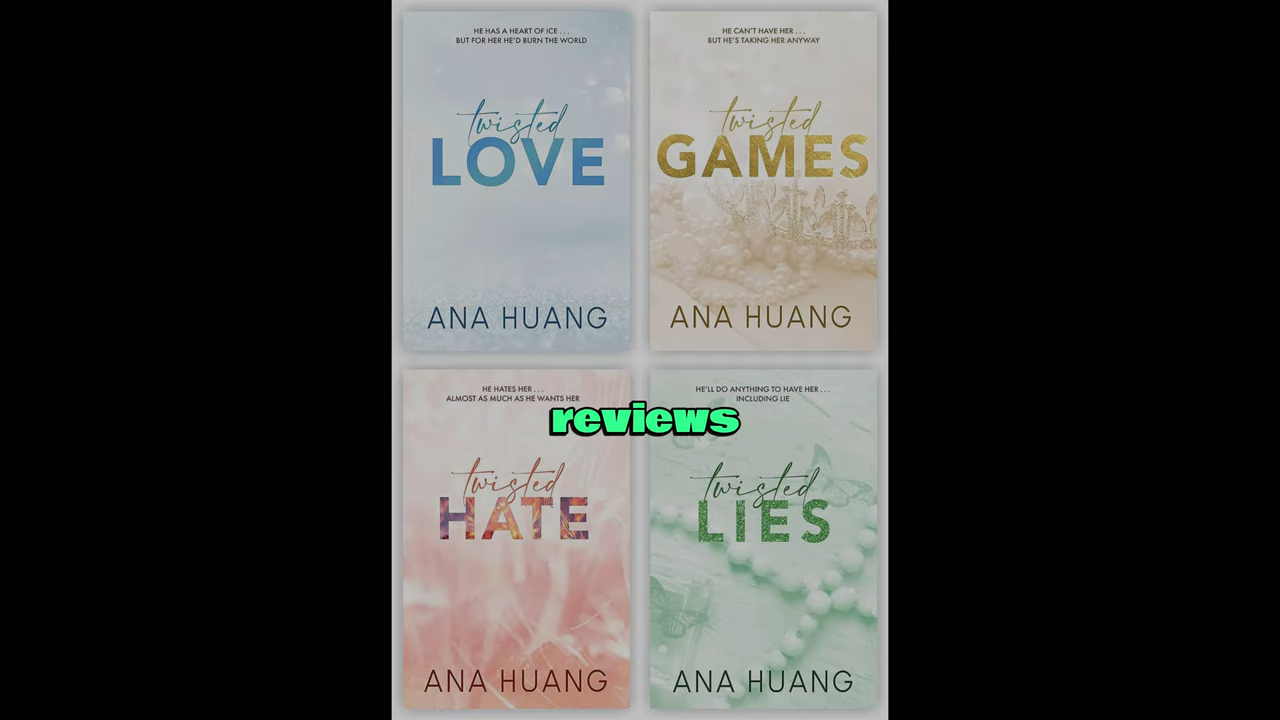 HE HAS A HEART OF ICE . . .
BUT FOR HER HE'D BURN THE WORLD
twisted
LOVE
ANA HUANG
HE CAN'T HAVE HER . . .
BUT HE'S TAKING HER ANYWAY
twisted
GAMES
ANA HUANG
HE HATES HER . . .
ALMOST AS MUCH AS HE WANTS HER
twisted
HATE
ANA HUANG
HE'LL DO ANYTHING TO HAVE HER . . .
INCLUDING LIE
twisted
LIES
ANA HUANG
reviews